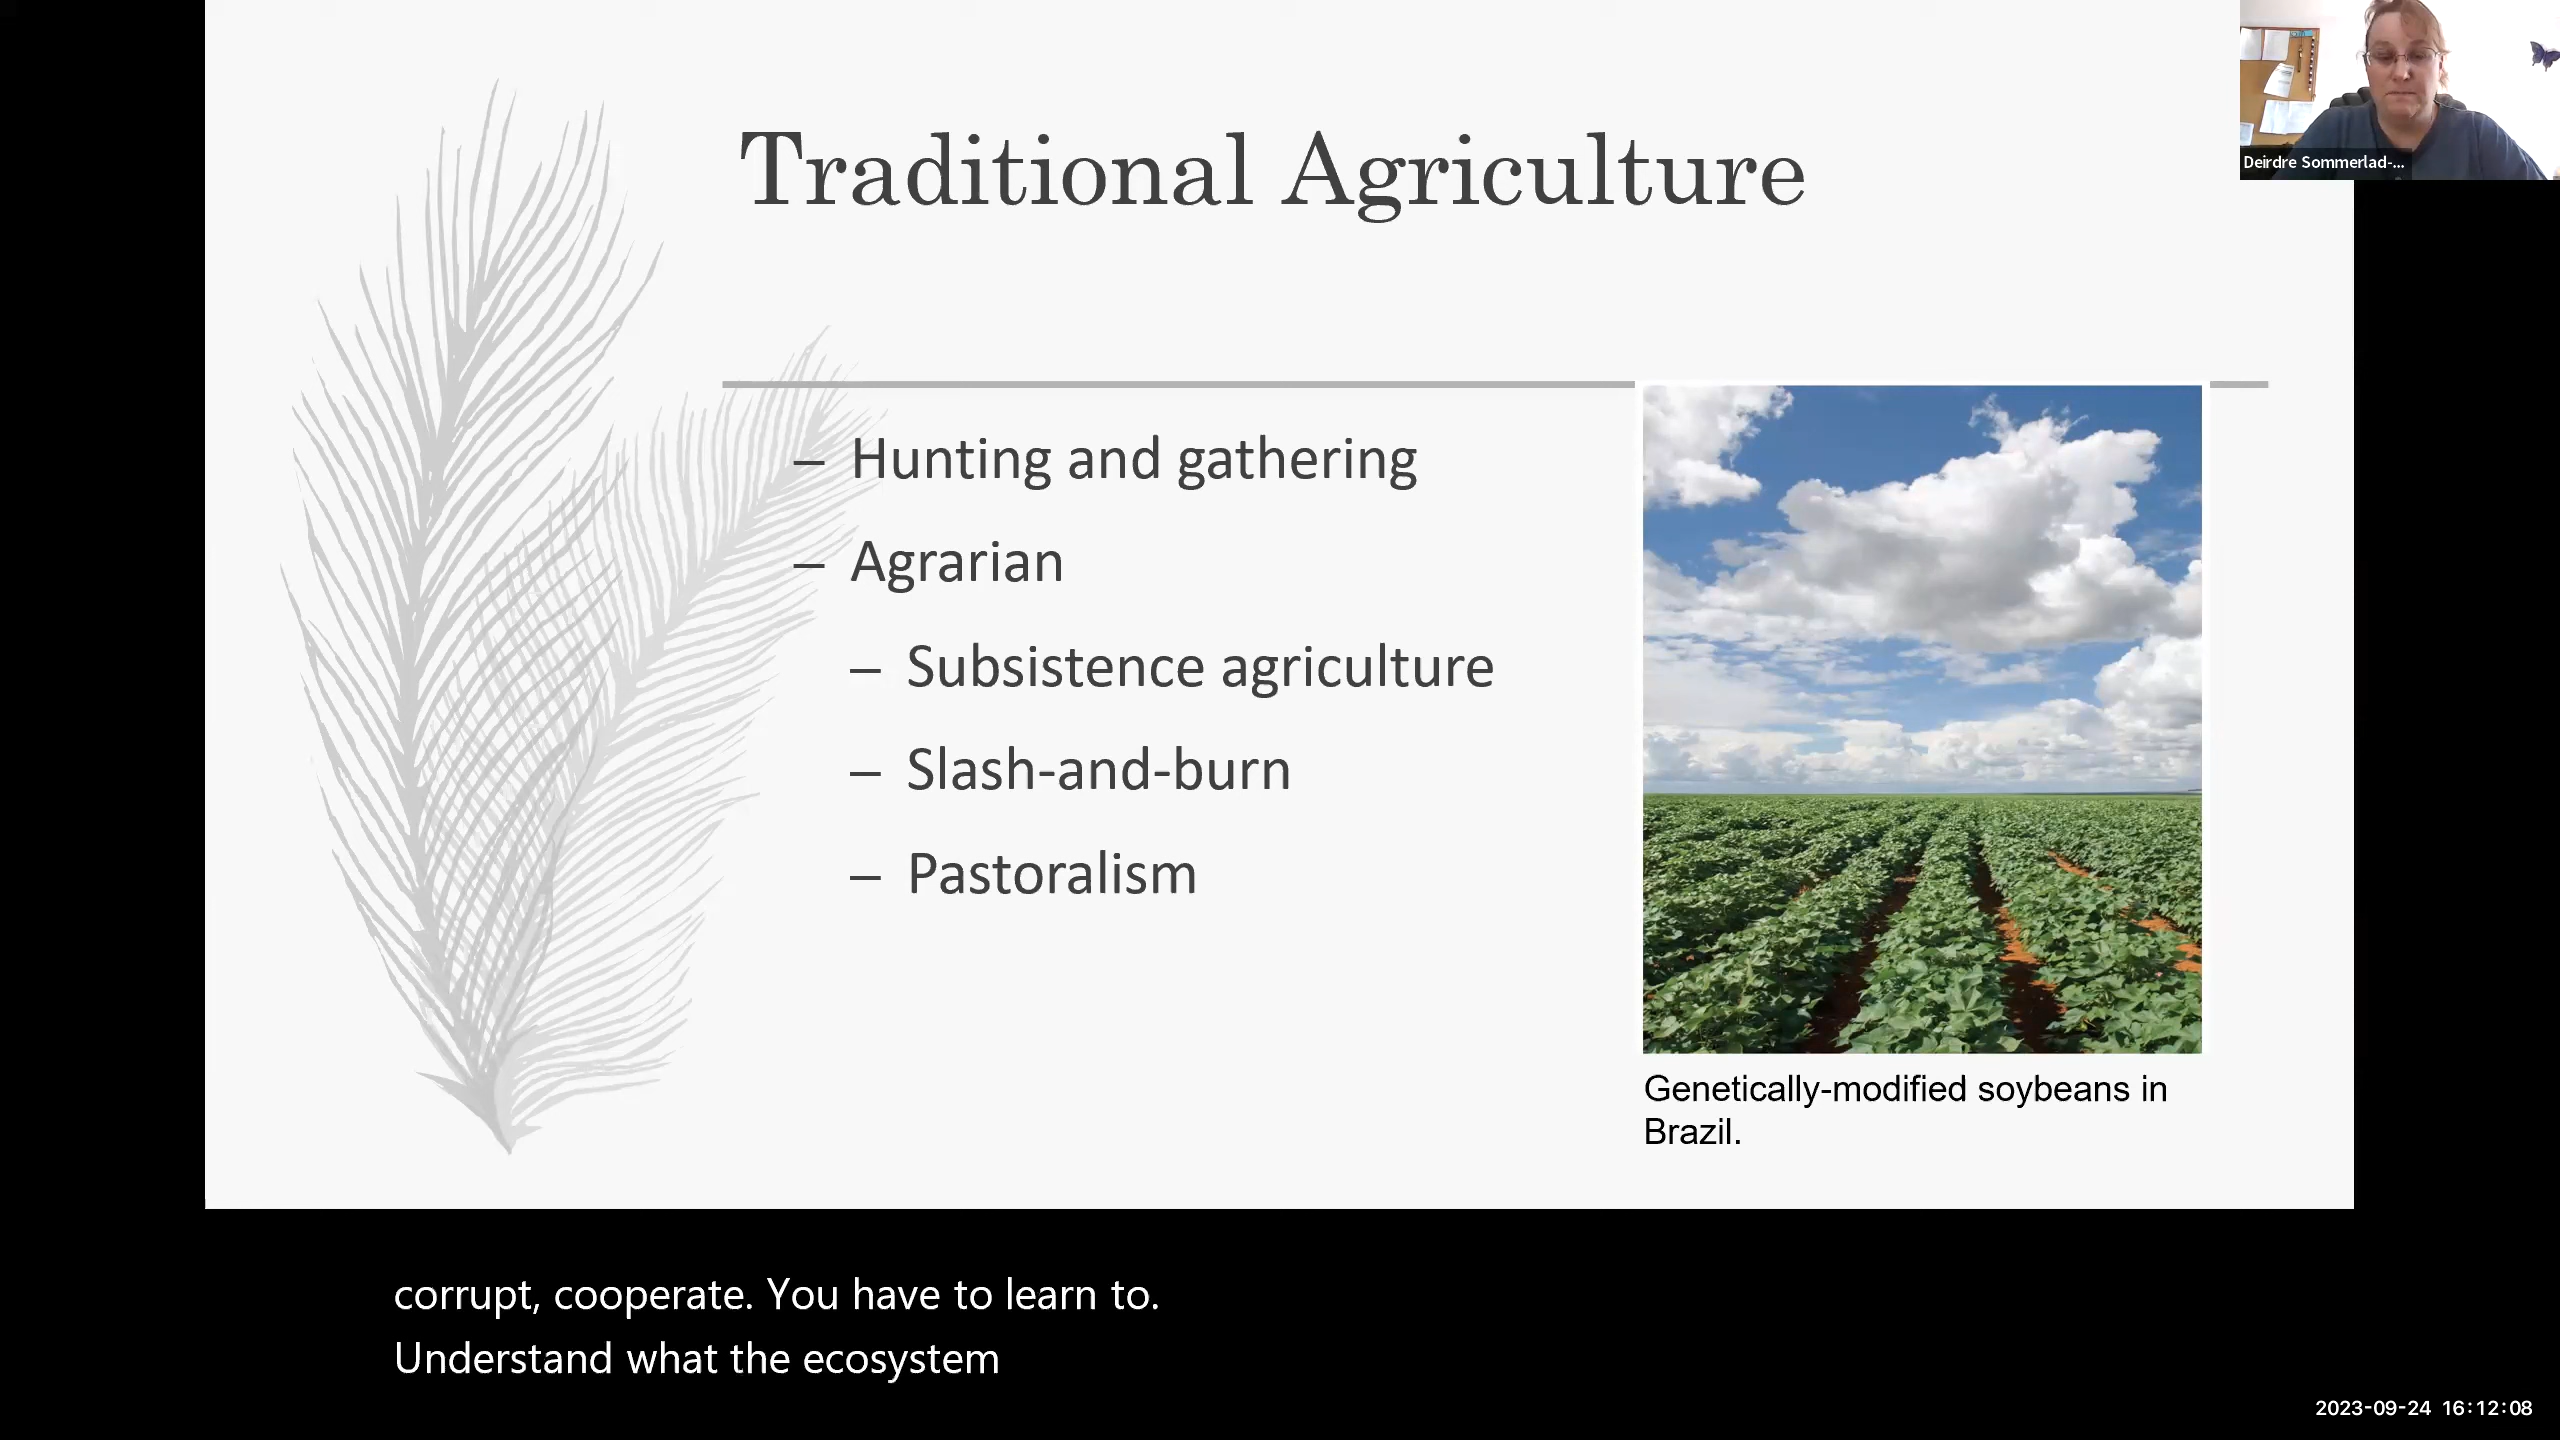 Traditional Agriculture
Deirdre Sommerlad-...
– Hunting and gathering
– Agrarian
– Subsistence agriculture
– Slash-and-burn
– Pastoralism
Genetically-modified soybeans in
Brazil.
corrupt, cooperate. You have to learn to.
Understand what the ecosystem
2023-09-24 16:12:08